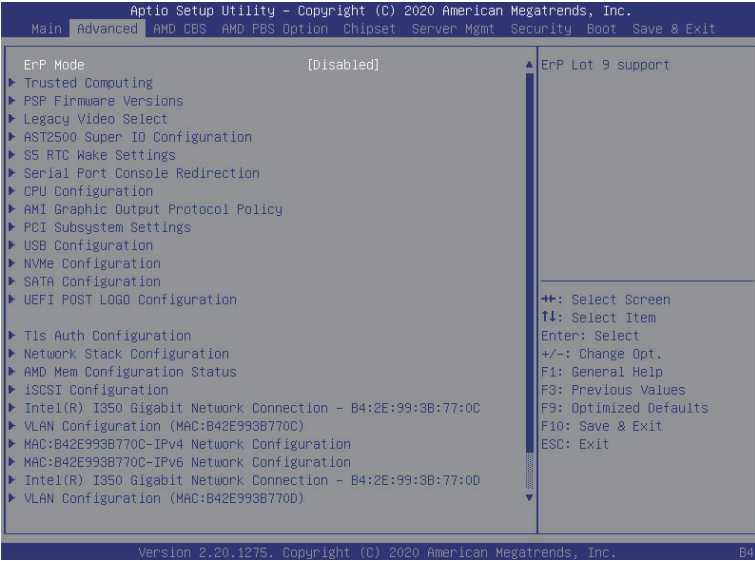 Aptio Setup Utility – Copyright (C) 2020 American Megatrends, Inc.
Main Advanced AMD CBS AMD PBS Option Chipset Server Mgmt Security Boot Save & Exit
ErP Mode [Disabled]
Trusted Computing
PSP Firmware Versions
Legacy Video Select
AST2500 Super IO Configuration
S5 RTC Wake Settings
Serial Port Console Redirection
CPU Configuration
AMI Graphic Output Protocol Policy
PCI Subsystem Settings
USB Configuration
NVMe Configuration
SATA Configuration
UEFI POST LOGO Configuration
Tls Auth Configuration
Network Stack Configuration
AMD Mem Configuration Status
iSCSI Configuration
Intel(R) I350 Gigabit Network Connection – B4:2E:99:3B:77:0C
VLAN Configuration (MAC:B42E993B770C)
MAC:B42E993B770C-IPv4 Network Configuration
MAC:B42E993B770C-IPv6 Network Configuration
Intel(R) I350 Gigabit Network Connection – B4:2E:99:3B:77:0D
VLAN Configuration (MAC:B42E993B770D)
ErP Lot 9 support
→←: Select Screen
↑↓: Select Item
Enter: Select
+/-: Change Opt.
F1: General Help
F3: Previous Values
F9: Optimized Defaults
F10: Save & Exit
ESC: Exit
Version 2.20.1275. Copyright (C) 2020 American Megatrends, Inc.
B4